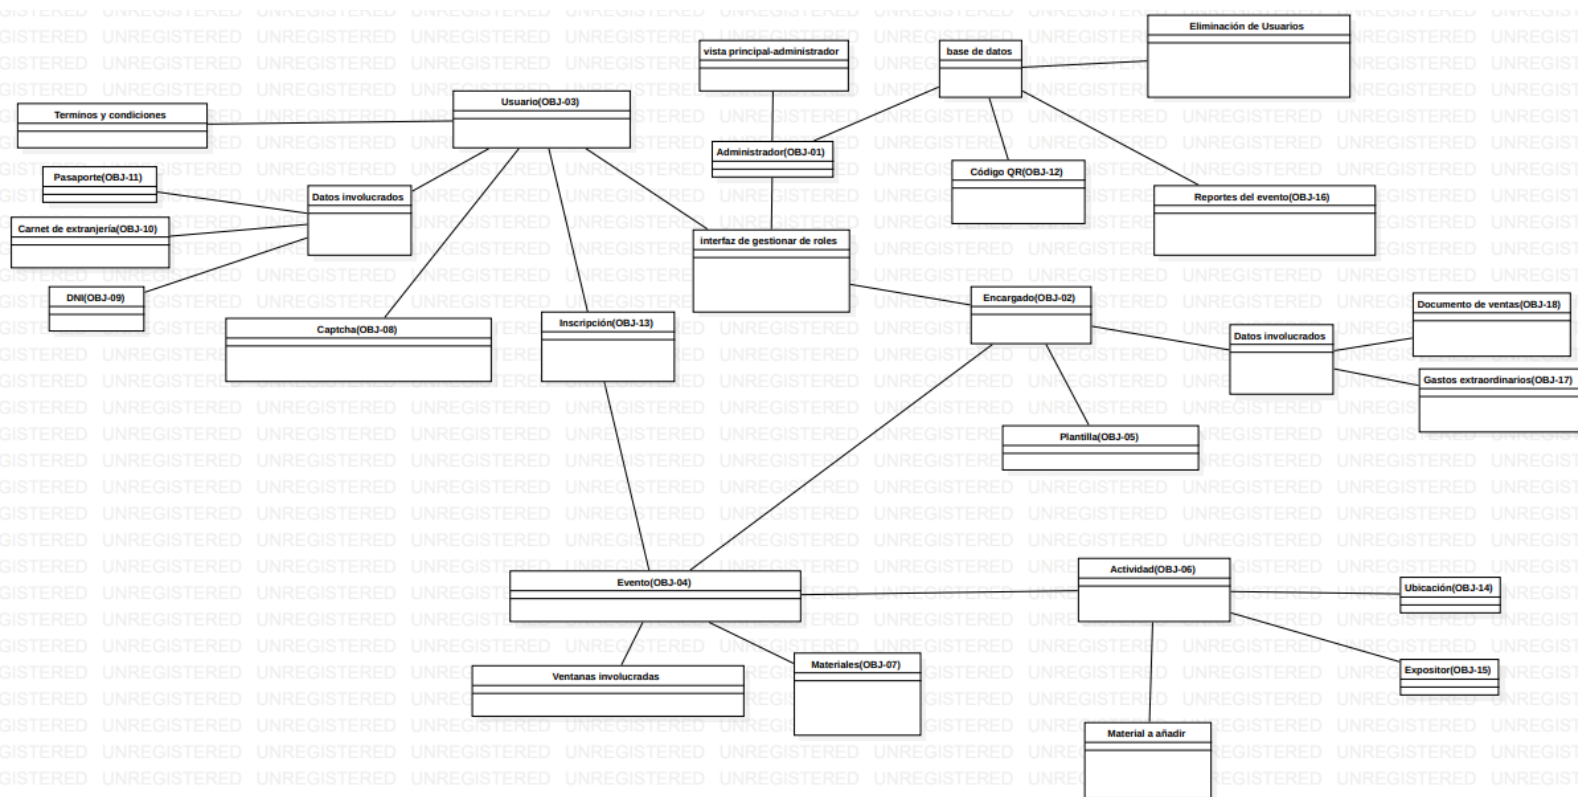 Eliminación de Usuarios
vista principal-administrador
base de datos
Usuario(OBJ-03)
Terminos y condiciones
Administrador(OBJ-01)
Código QR(OBJ-12)
Pasaporte(OBJ-11)
Datos involucrados
Reportes del evento(OBJ-16)
Carnet de extranjería(OBJ-10)
interfaz de gestionar de roles
DNI(OBJ-09)
Encargado(OBJ-02)
Documento de ventas(OBJ-18)
Captcha(OBJ-08)
Inscripción(OBJ-13)
Datos involucrados
Gastos extraordinarios(OBJ-17)
Plantilla(OBJ-05)
Evento(OBJ-04)
Actividad(OBJ-06)
Ubicación(OBJ-14)
Ventanas involucradas
Materiales(OBJ-07)
Expositor(OBJ-15)
Material a añadir
UNREGISTERED